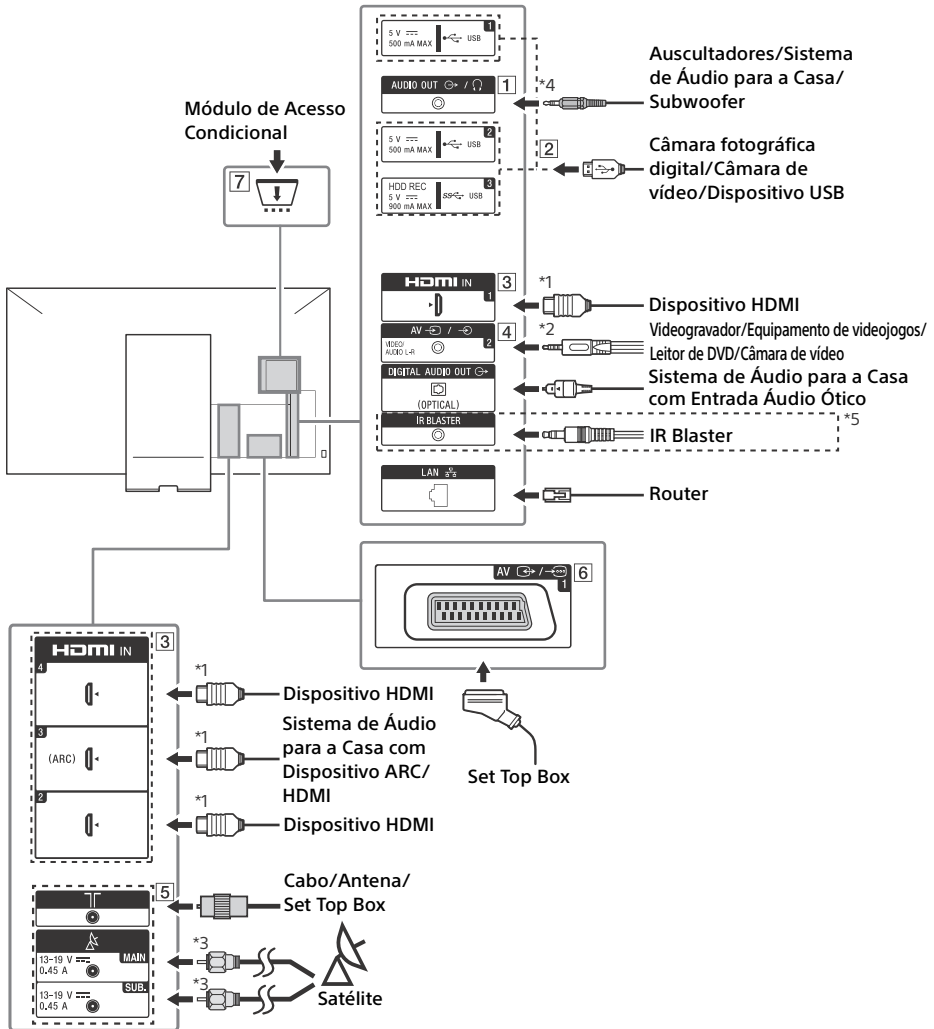 5 V
500 mA MAX
USB
1
AUDIO OUT /
1
*4
Auscultadores/Sistema
de Áudio para a Casa/
Subwoofer
Módulo de Acesso
Condicional
7
5 V
500 mA MAX
USB
2
2
Câmara fotográfica
digital/Câmara de
vídeo/Dispositivo USB
HDD REC
5 V
900 mA MAX
SS
USB
3
HDMI IN
3
1
*1
Dispositivo HDMI
AV /
4
VIDEO/
AUDIO L-R
2
*2
Videogravador/Equipamento de videojogos/
Leitor de DVD/Câmara de vídeo
DIGITAL AUDIO OUT
(OPTICAL)
Sistema de Áudio para a Casa
com Entrada Áudio Ótico
IR BLASTER
IR Blaster
*5
LAN
Router
AV /
1
6
Set Top Box
HDMI IN
3
4
*1
Dispositivo HDMI
3
(ARC)
*1
Sistema de Áudio
para a Casa com
Dispositivo ARC/
HDMI
2
*1
Dispositivo HDMI
5
Cabo/Antena/
Set Top Box
13-19 V
0.45 A
MAIN
*3
13-19 V
0.45 A
SUB.
*3
Satélite